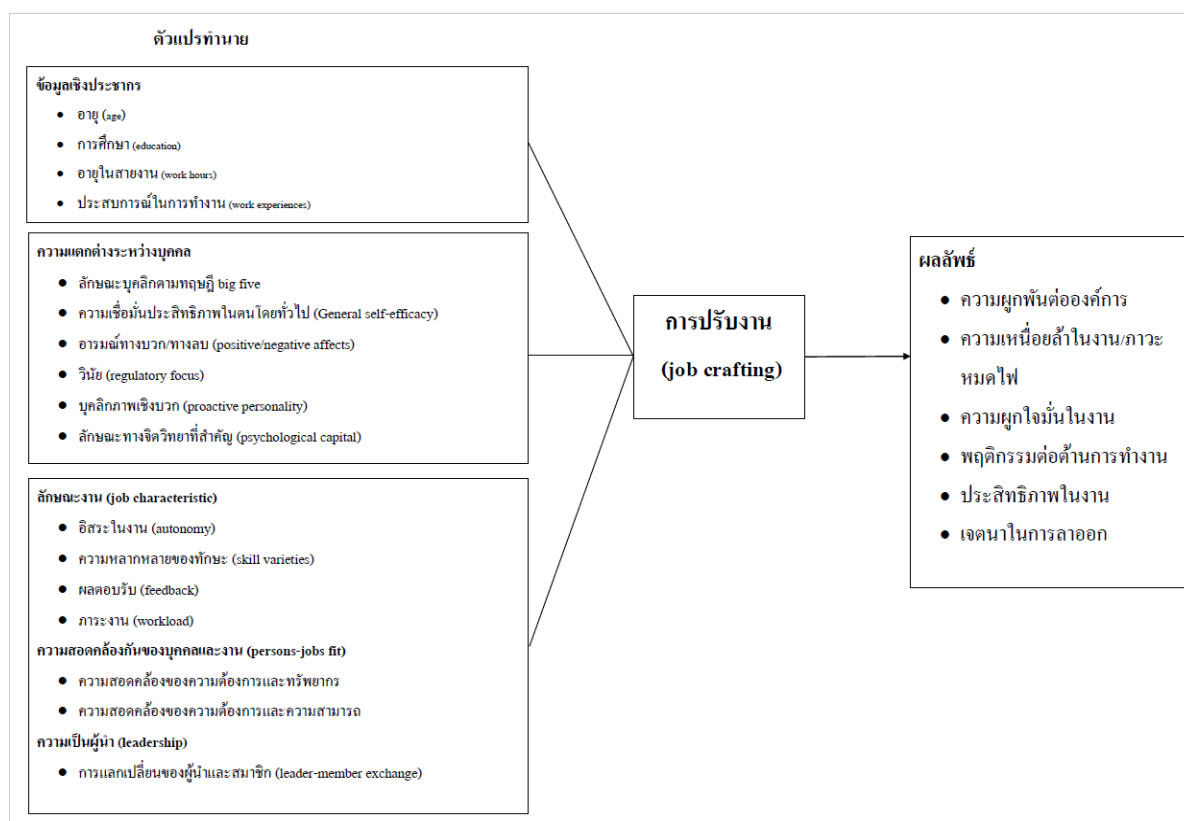 ตัวแปรทำนาย
ข้อมูลเชิงประชากร
● อายุ (age)
● การศึกษา (education)
● อายุในสายงาน (work hours)
● ประสบการณ์ในการทำงาน (work experiences)
ความแตกต่างระหว่างบุคคล
● ลักษณะบุคลิกตามทฤษฎี big five
● ความเชื่อมั่นประสิทธิภาพในตนโดยทั่วไป (General self-efficacy)
● อารมณ์ทางบวก/ทางลบ (positive/negative affects)
● วินัย (regulatory focus)
● บุคลิกภาพเชิงบวก (proactive personality)
● ลักษณะทางจิตวิทยาที่สำคัญ (psychological capital)
ลักษณะงาน (job characteristic)
● อิสระในงาน (autonomy)
● ความหลากหลายของทักษะ (skill varieties)
● ผลตอบรับ (feedback)
● ภาระงาน (workload)
ความสอดคล้องกันของบุคคลและงาน (persons-jobs fit)
● ความสอดคล้องของความต้องการและทรัพยากร
● ความสอดคล้องของความต้องการและความสามารถ
ความเป็นผู้นำ (leadership)
● การแลกเปลี่ยนของผู้นำและสมาชิก (leader-member exchange)
การปรับงาน
(job crafting)
ผลลัพธ์
● ความผูกพันต่อองค์การ
● ความเหนื่อยล้าในงาน/ภาวะ
หมดไฟ
● ความผูกใจมั่นในงาน
● พฤติกรรมต่อต้านการทำงาน
● ประสิทธิภาพในงาน
● เจตนาในการลาออก